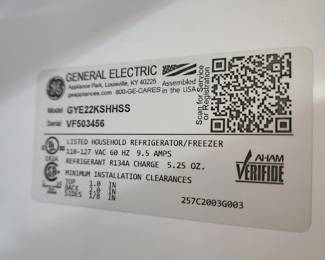 GENERAL ELECTRIC
Appliance Park, Louisville, KY 40225
geappliances.com 800-GE-CARES
Assembled
in the USA
Scan for Service
or Registration
Model GYE22KSHHSS
Serial VF503456
LISTED HOUSEHOLD REFRIGERATOR/FREEZER
110-127 VAC 60 HZ 9.5 AMPS
REFRIGERANT R134A CHARGE 5.25 OZ.
MINIMUM INSTALLATION CLEARANCES
TOP 1.0 IN
BACK 1.0 IN
SIDES 1/8 IN
AHAM
VERIFIDE
257C2003G003